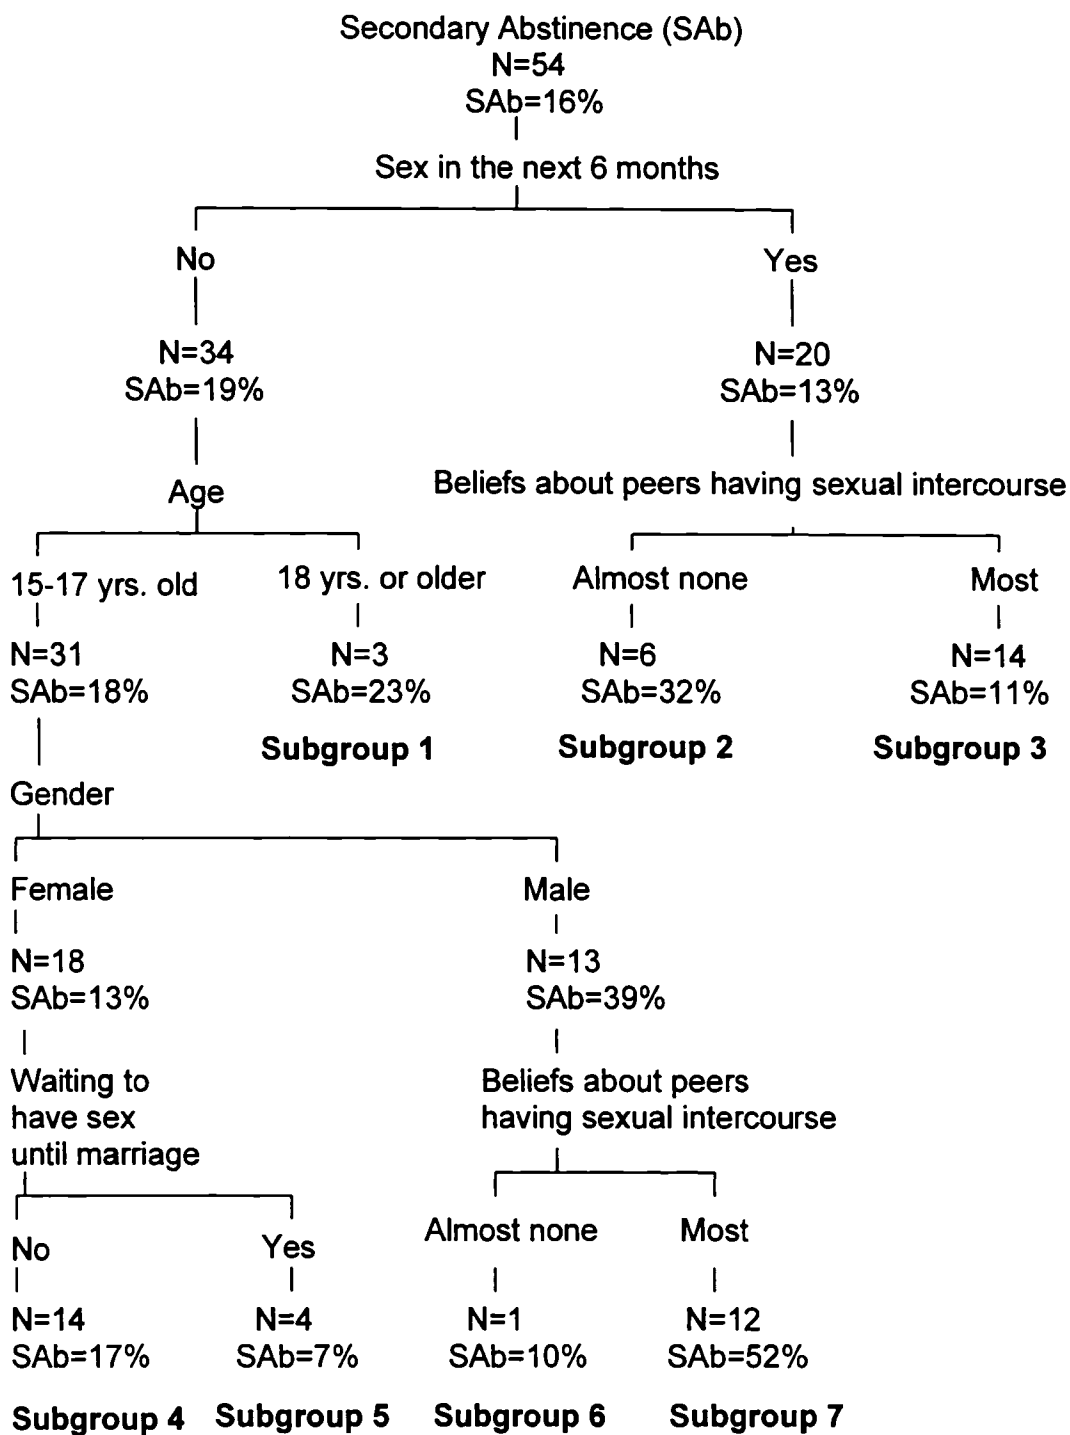 Secondary Abstinence (SAb)
N=54
SAb=16%
Sex in the next 6 months
No
Yes
N=34
SAb=19%
N=20
SAb=13%
Age
Beliefs about peers having sexual intercourse
15-17 yrs. old
18 yrs. or older
Almost none
Most
N=31
SAb=18%
N=3
SAb=23%
N=6
SAb=32%
N=14
SAb=11%
Subgroup 1
Subgroup 2
Subgroup 3
Gender
Female
Male
N=18
SAb=13%
N=13
SAb=39%
Waiting to
have sex
until marriage
Beliefs about peers
having sexual intercourse
No
Yes
Almost none
Most
N=14
SAb=17%
N=4
SAb=7%
N=1
SAb=10%
N=12
SAb=52%
Subgroup 4
Subgroup 5
Subgroup 6
Subgroup 7